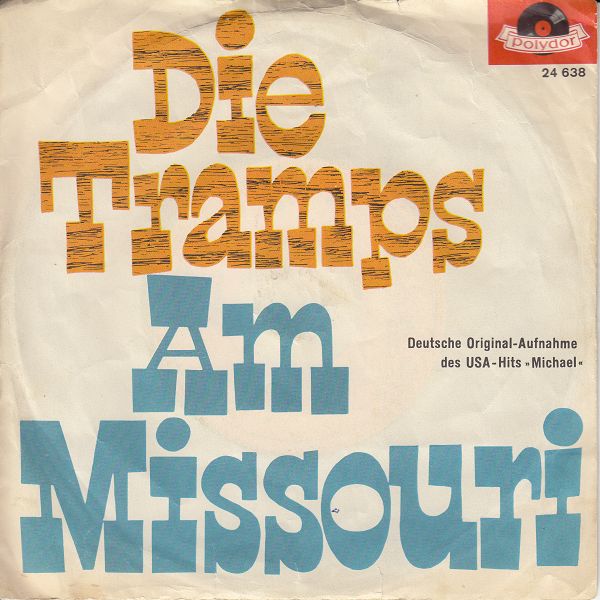 polydor
24 638
Die
Tramps
Am
Missouri
Deutsche Original-Aufnahme
des USA-Hits »Michael«